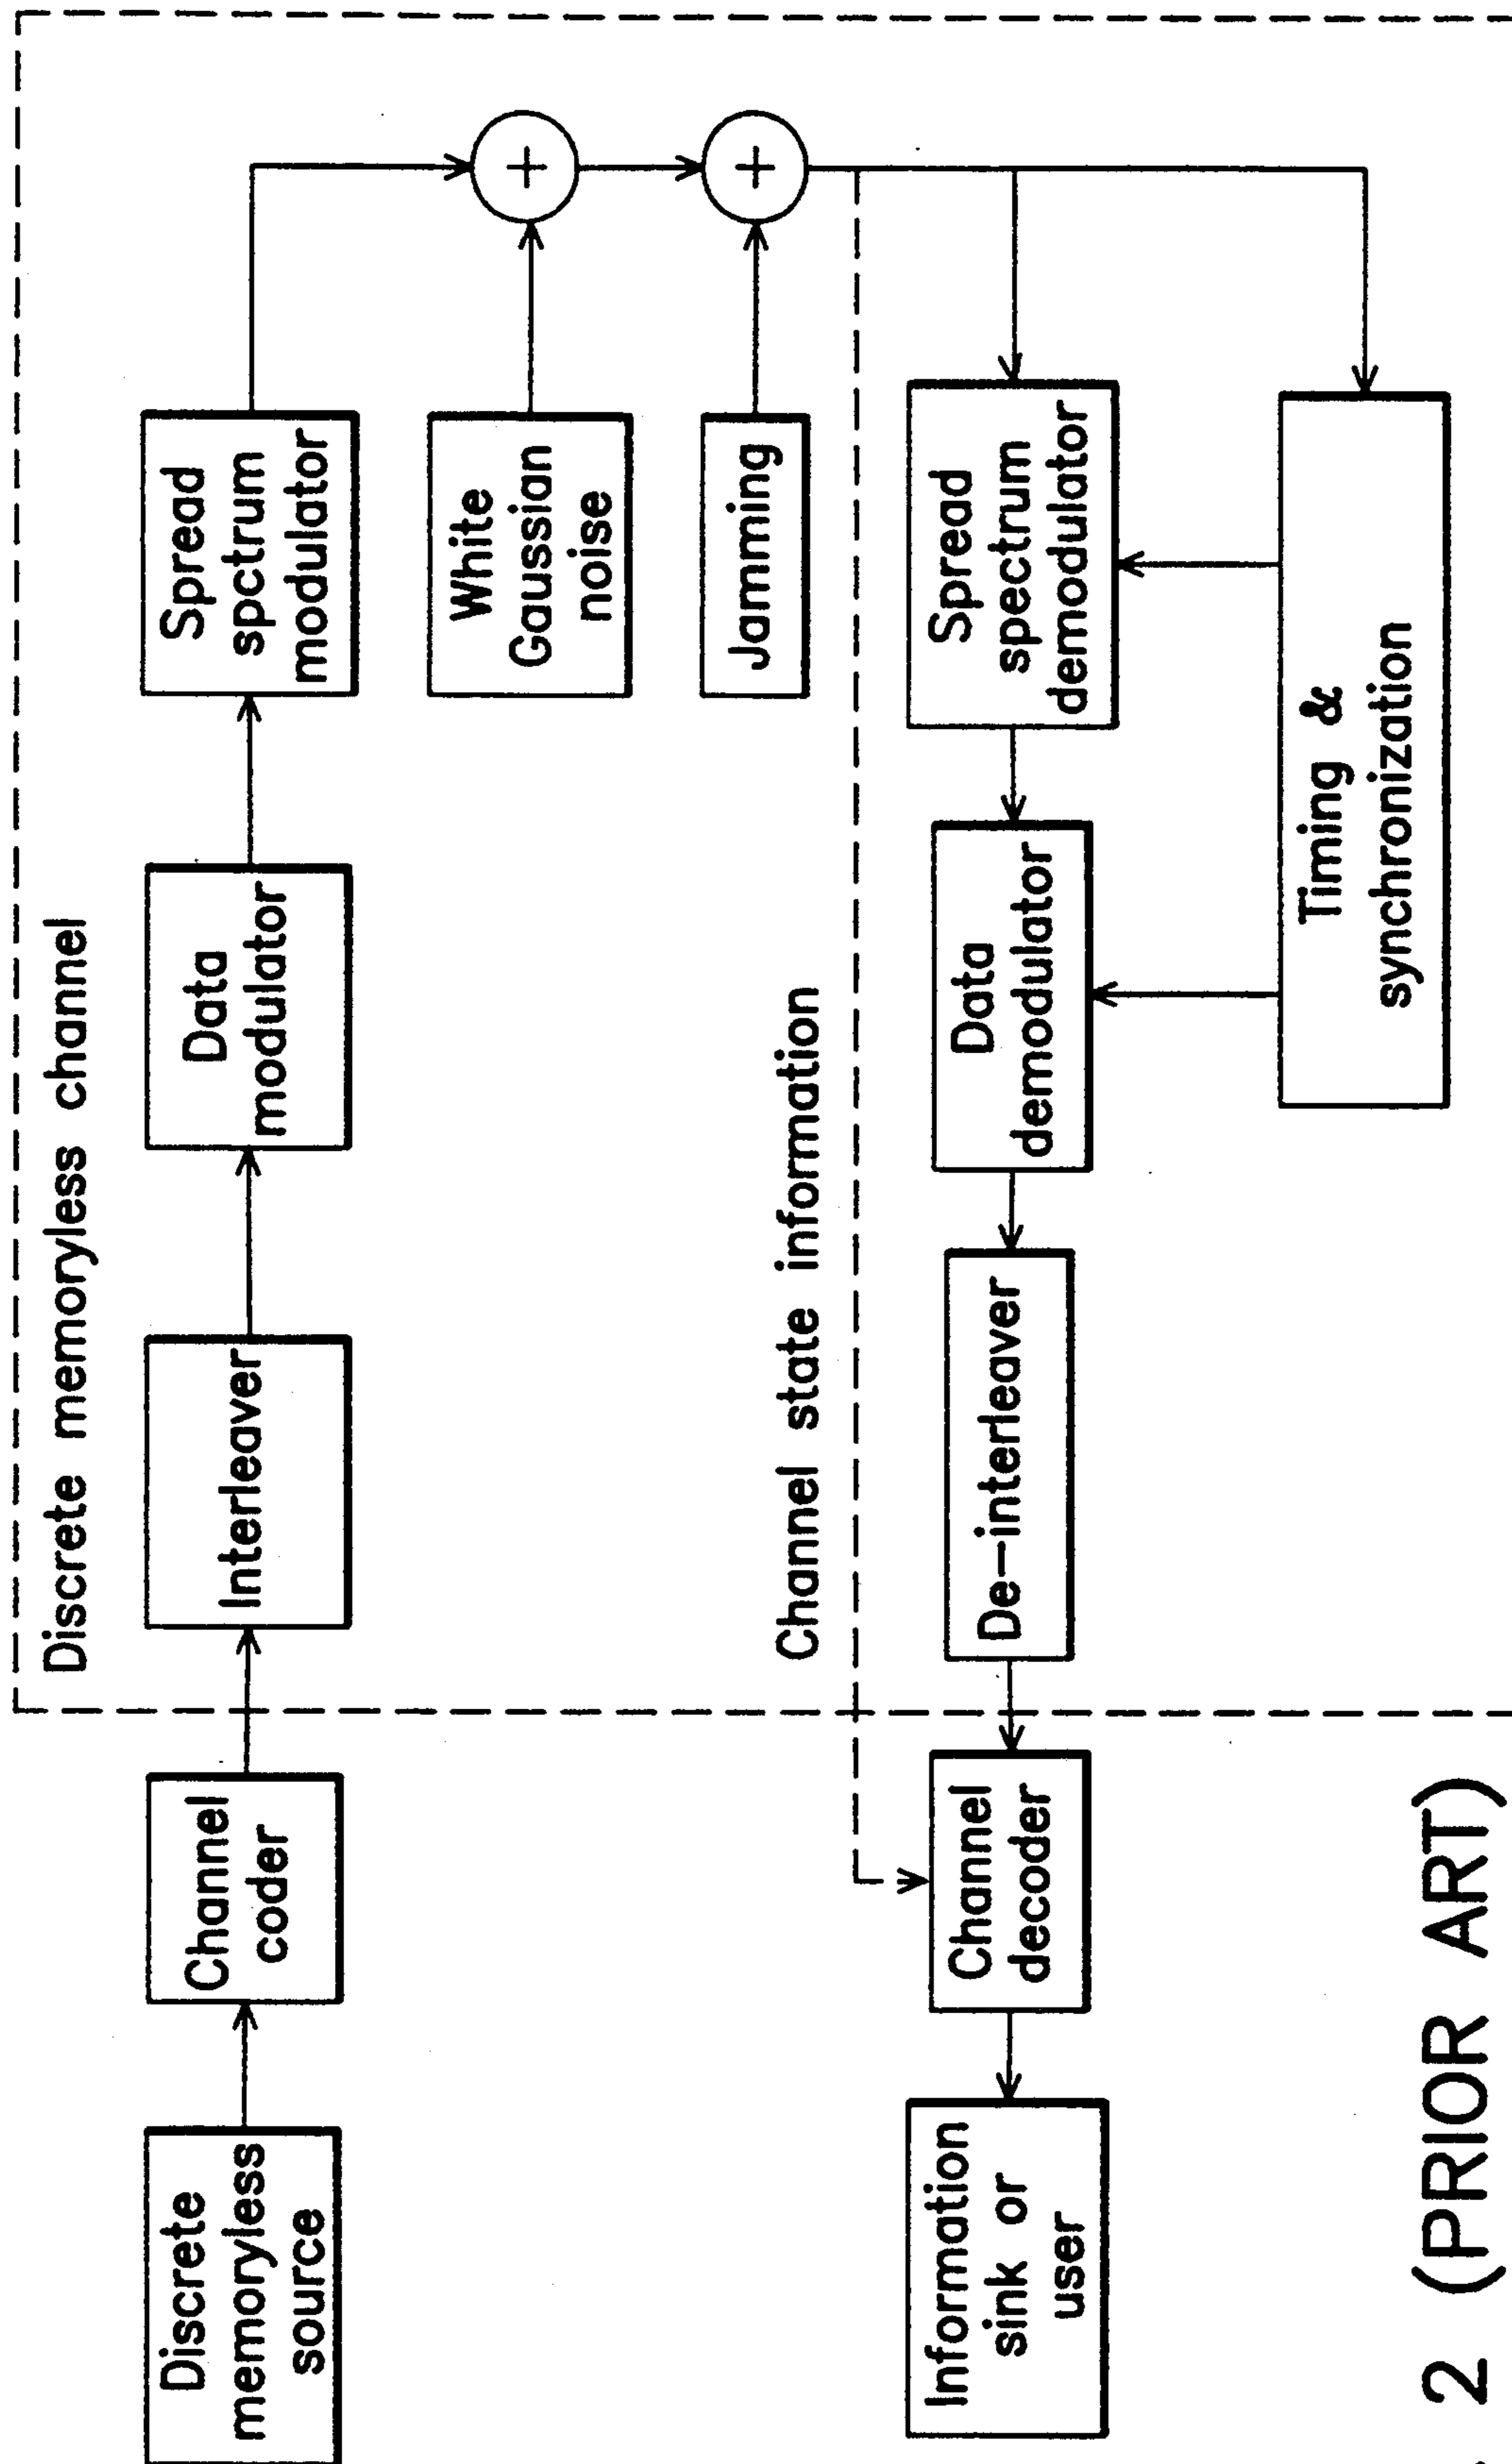 Discrete memoryless channel
Discrete
memoryless
source
Channel
coder
Interleaver
Data
modulator
Spread
spctrum
modulator
White
Gaussian
noise
+
Jamming
+
Channel state information
Information
sink or
user
Channel
decoder
De-interleaver
Data
demodulator
Spread
spectrum
demodulator
Timing &
synchronization
2 (PRIOR ART)